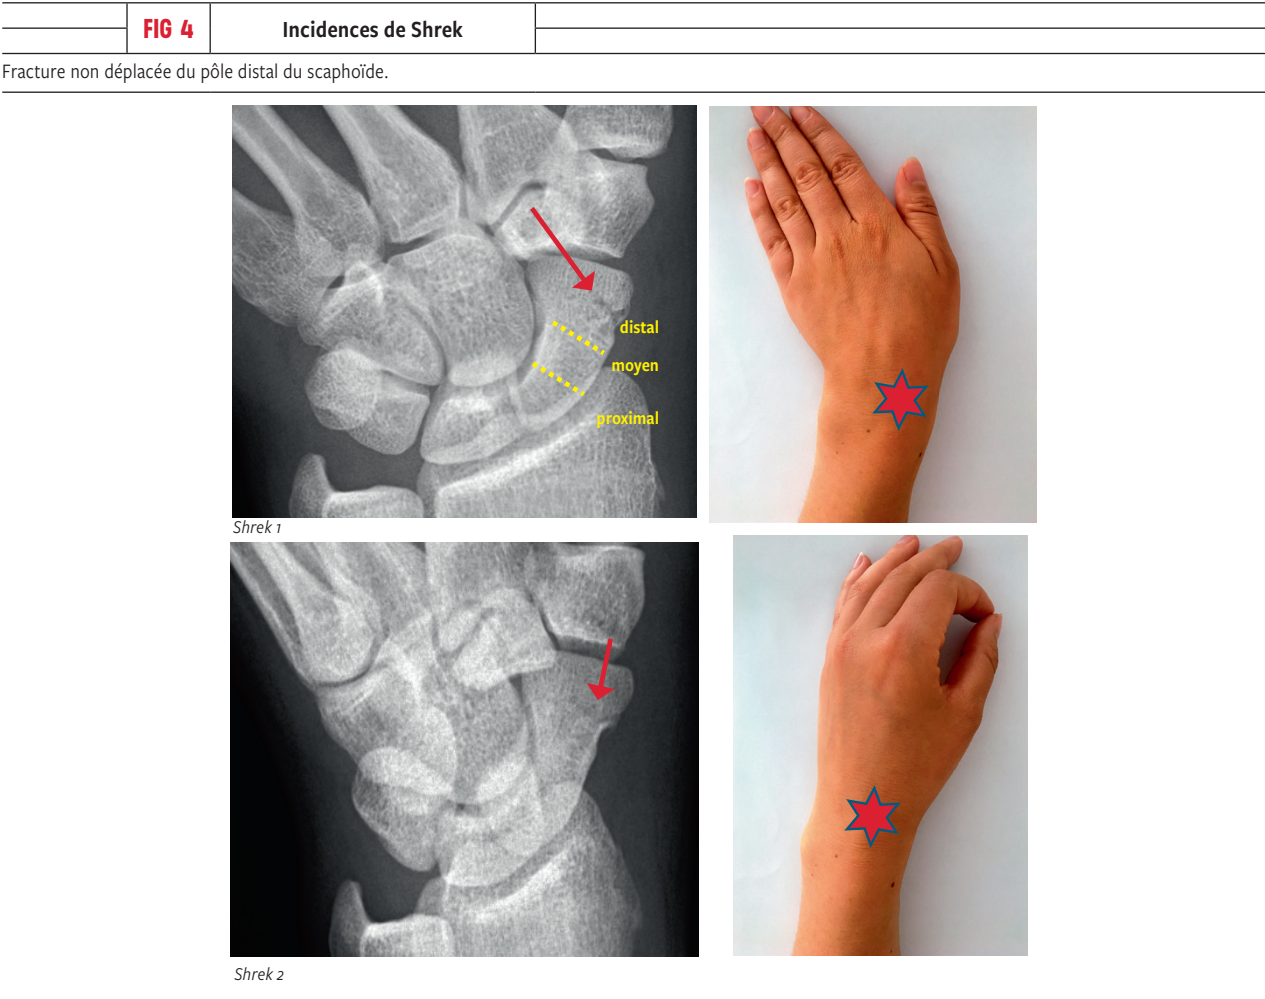 FIG 4
Incidences de Shrek
Fracture non déplacée du pôle distal du scaphoïde.
distal
moyen
proximal
Shrek 1
Shrek 2